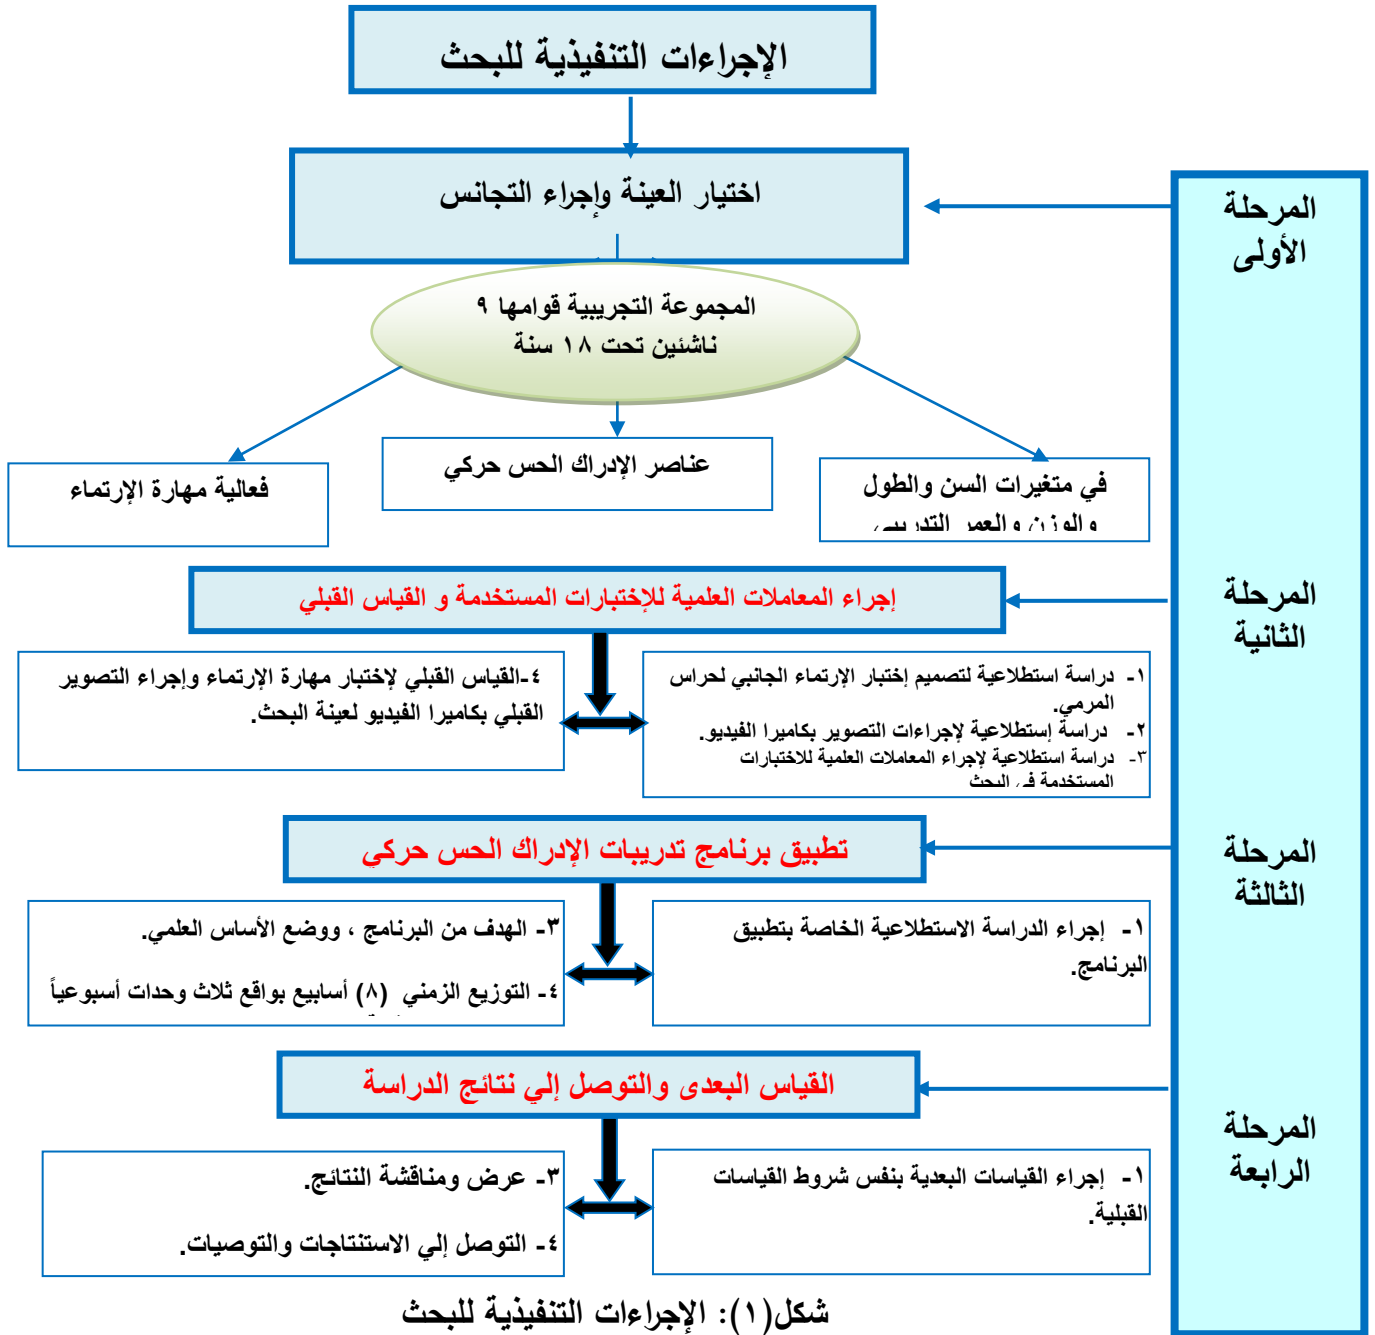 الإجراءات التنفيذية للبحث
المرحلة
الأولى
اختيار العينة وإجراء التجانس
المجموعة التجريبية قوامها ٩
ناشئين تحت ١٨ سنة
في متغيرات السن والطول
والوزن والعمر التدريبي
عناصر الإدراك الحس حركي
فعالية مهارة الإرتماء
المرحلة
الثانية
إجراء المعاملات العلمية للإختبارات المستخدمة و القياس القبلي
١- دراسة استطلاعية لتصميم إختبار الإرتماء الجانبي لحراس
المرمي.
٢- دراسة إستطلاعية لإجراءات التصوير بكاميرا الفيديو.
٣- دراسة استطلاعية لإجراء المعاملات العلمية للاختبارات
المستخدمة في البحث
٤-القياس القبلي لإختبار مهارة الإرتماء وإجراء التصوير
القبلي بكاميرا الفيديو لعينة البحث.
المرحلة
الثالثة
تطبيق برنامج تدريبات الإدراك الحس حركي
١- إجراء الدراسة الاستطلاعية الخاصة بتطبيق
البرنامج.
٣- الهدف من البرنامج ، ووضع الأساس العلمي.
٤- التوزيع الزمني (٨) أسابيع بواقع ثلاث وحدات أسبوعياً
المرحلة
الرابعة
القياس البعدى والتوصل إلي نتائج الدراسة
١- إجراء القياسات البعدية بنفس شروط القياسات
القبلية.
٣- عرض ومناقشة النتائج.
٤- التوصل إلي الاستنتاجات والتوصيات.
شكل(١): الإجراءات التنفيذية للبحث